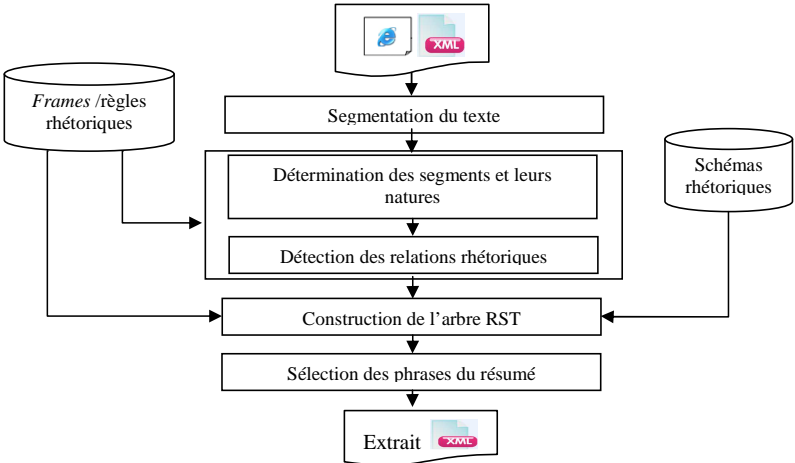 XML
Frames /règles
rhétoriques
Segmentation du texte
Schémas
rhétoriques
Détermination des segments et leurs
natures
Détection des relations rhétoriques
Construction de l’arbre RST
Sélection des phrases du résumé
Extrait XML